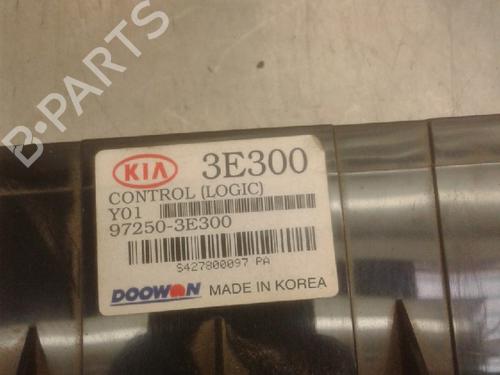 B-PARTS
KIA 3E300
CONTROL (LOGIC)
Y01
97250-3E300
S427800097 PA
DOOWON MADE IN KOREA